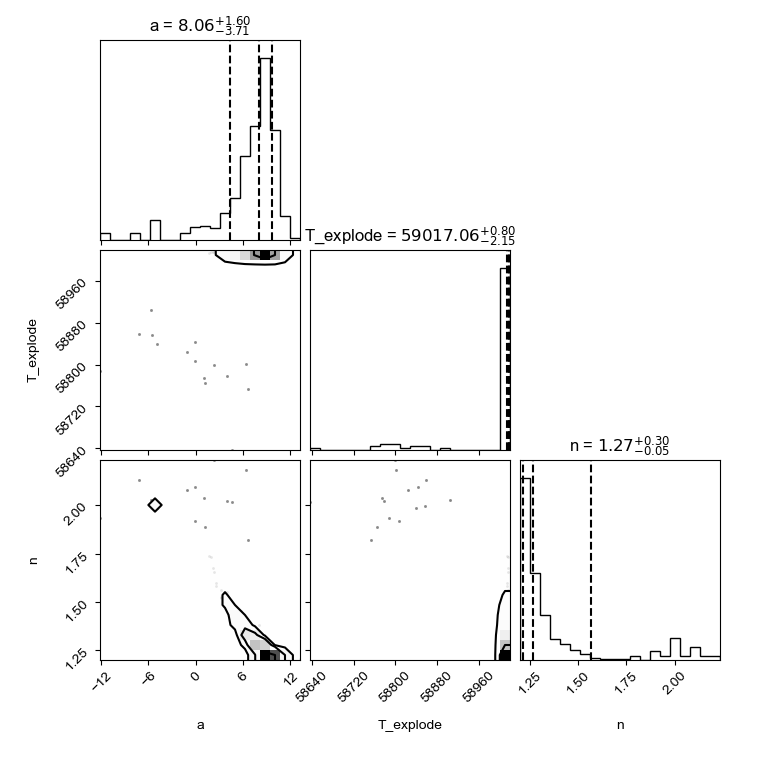 a = 8.06^{+1.60}_{-3.71}
T_explode = 59017.06^{+0.80}_{-2.15}
58960
58880
58800
58720
58640
T_explode
n = 1.27^{+0.30}_{-0.05}
2.00
1.75
1.50
1.25
n
−12
−6
0
6
12
58640
58720
58800
58880
58960
1.25
1.50
1.75
2.00
a
T_explode
n